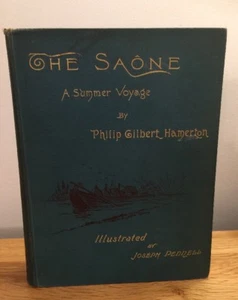 THE SAÔNE
A Summer Voyage
By
Philip Gilbert Hamerton
Illustrated BY
JOSEPH PENNELL